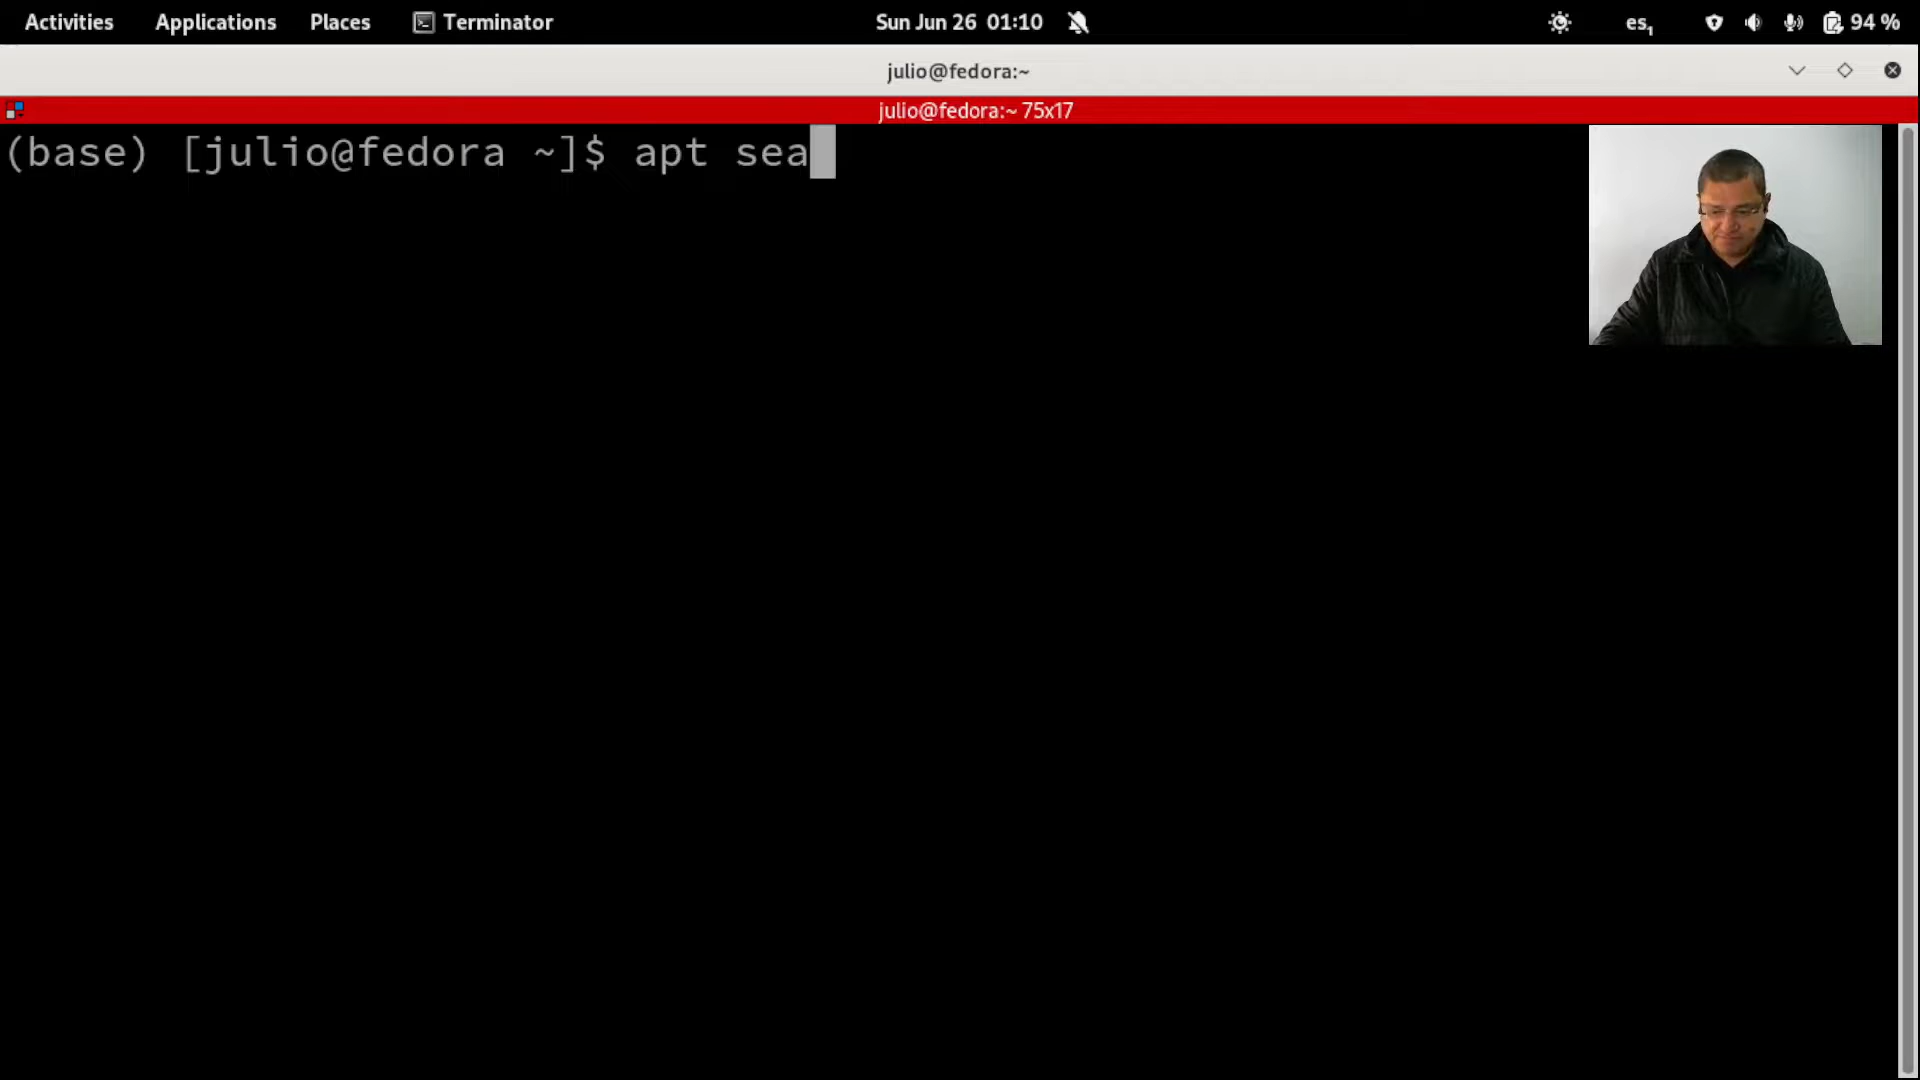 Activities Applications Places Terminator Sun Jun 26 01:10 es₁ 94 %
julio@fedora:~
julio@fedora:~ 75x17
(base) [julio@fedora ~]$ apt sea